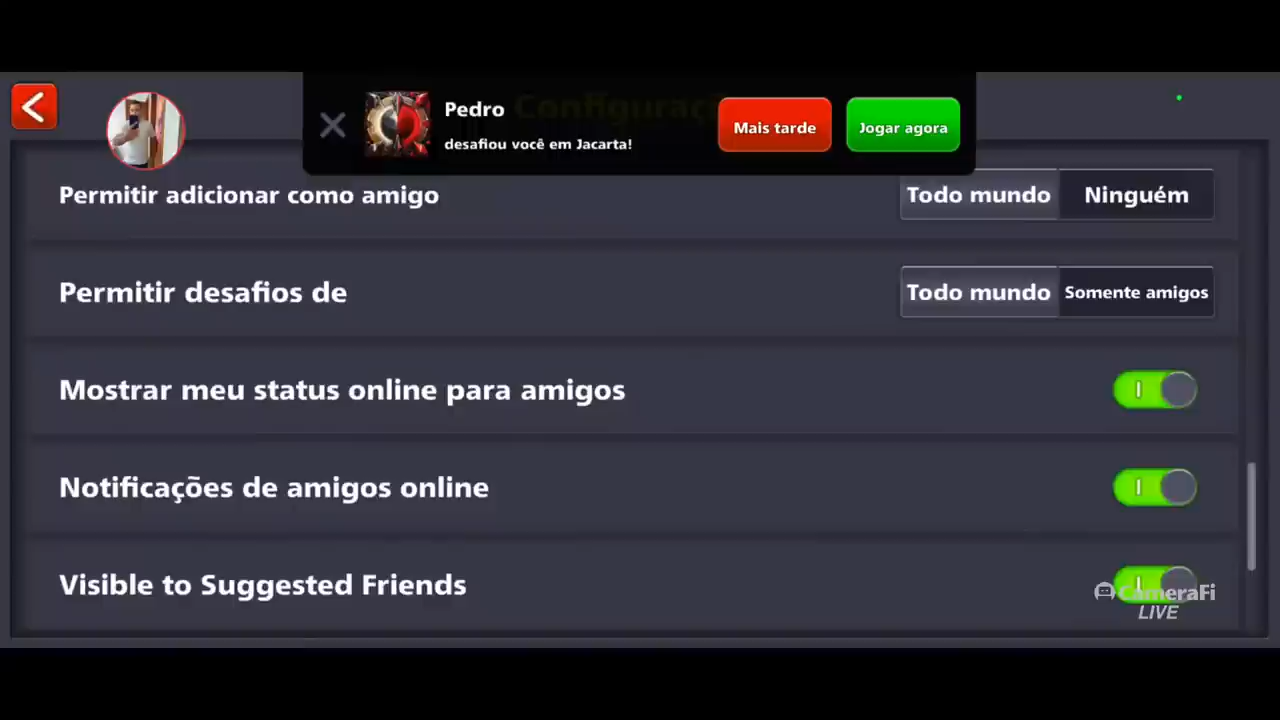 Configuraç
Pedro
desafiou você em Jacarta!
Mais tarde
Jogar agora
Permitir adicionar como amigo
Todo mundo
Ninguém
Permitir desafios de
Todo mundo
Somente amigos
Mostrar meu status online para amigos
I
Notificações de amigos online
I
Visible to Suggested Friends
I
CameraFi
LIVE